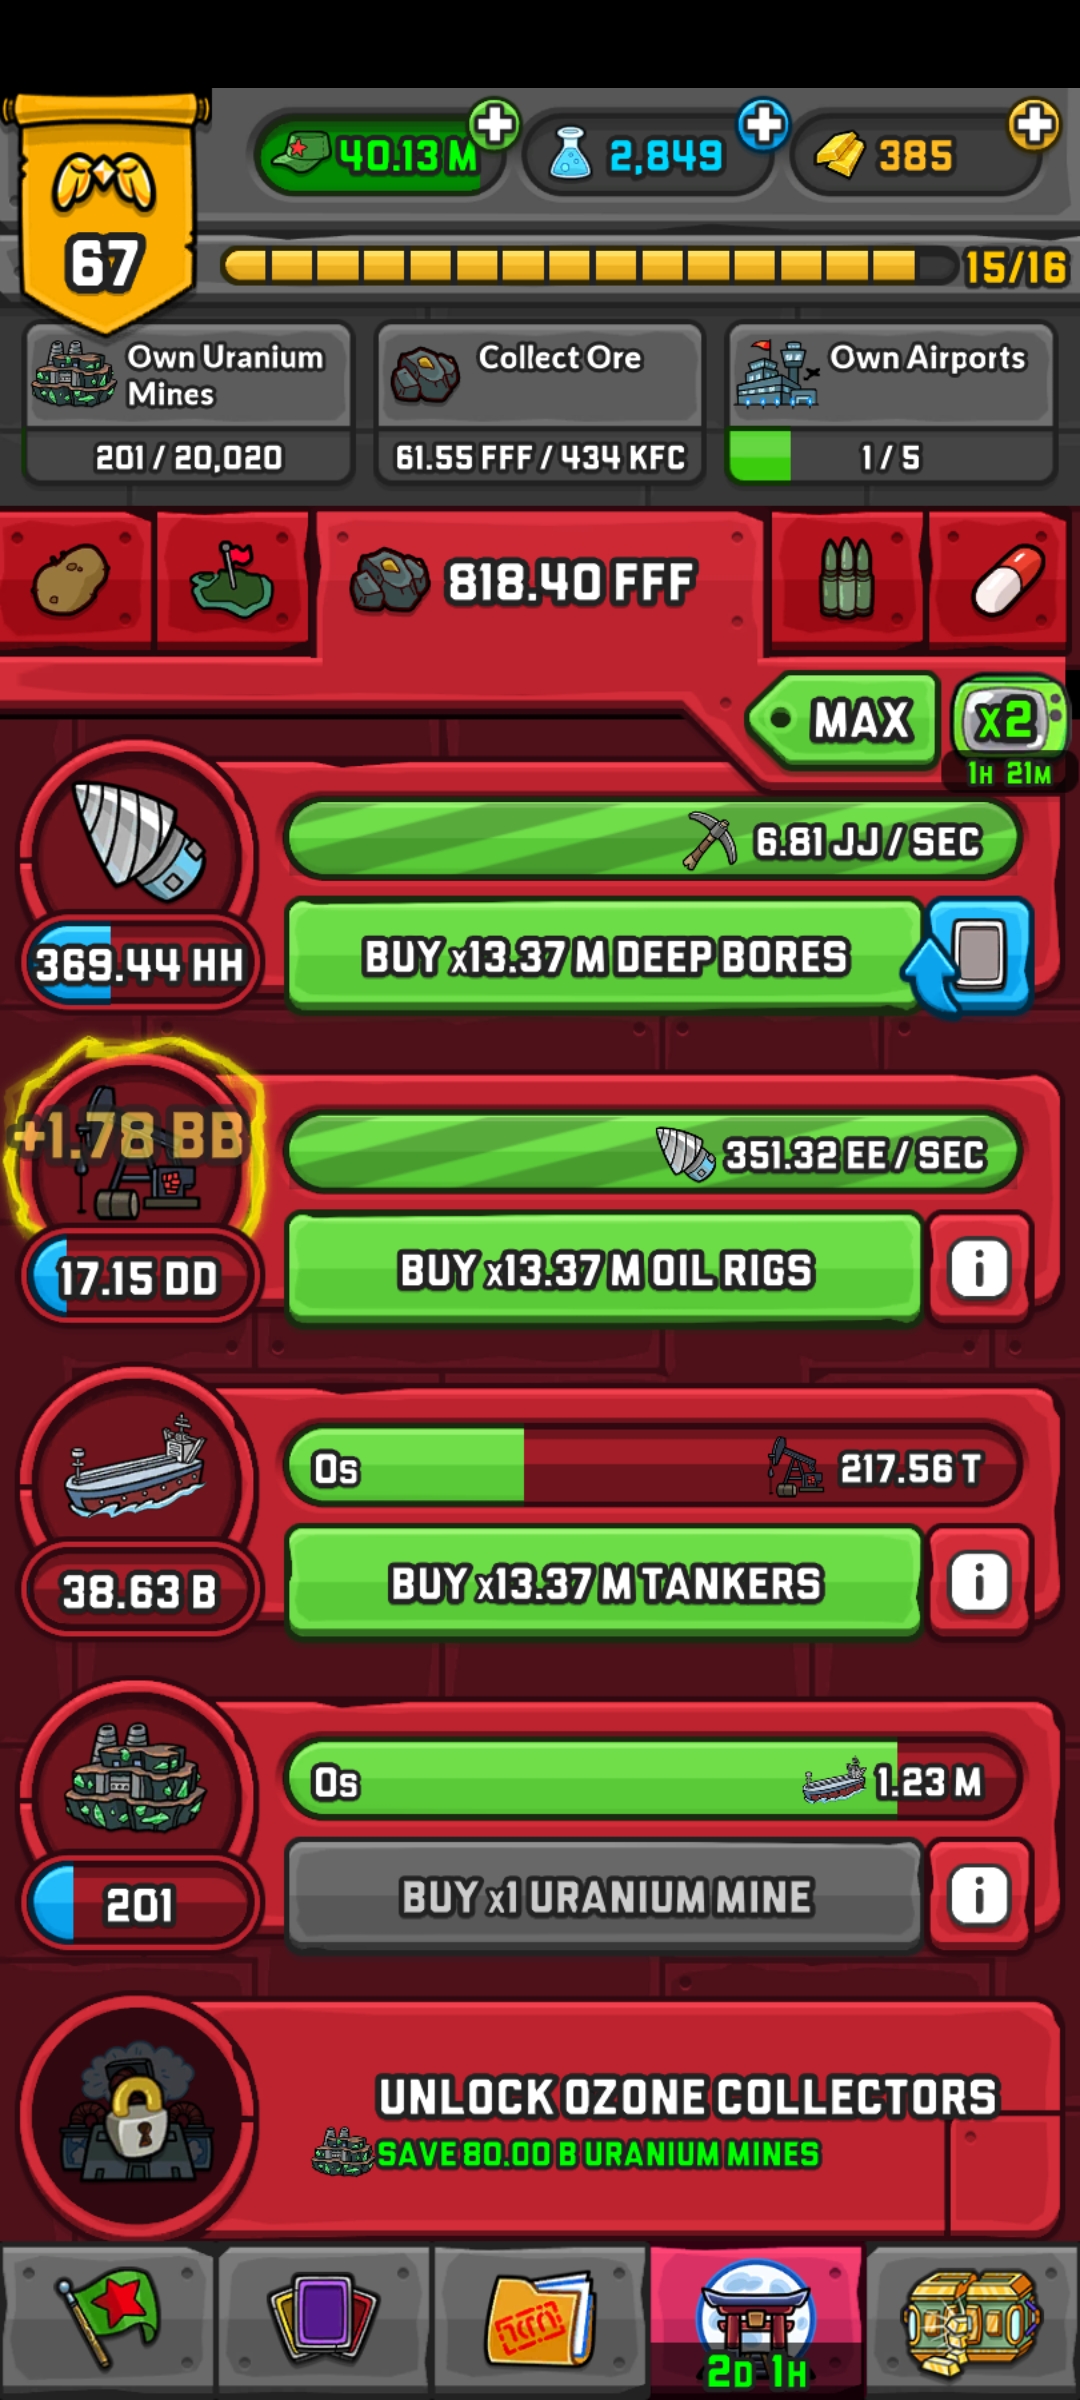 40.13 M
2,849
385
67
15/16
Own Uranium
Mines
201 / 20,020
Collect Ore
61.55 FFF / 434 KFC
Own Airports
1 / 5
818.40 FFF
MAX
x2
1H 21M
6.81 JJ / SEC
369.44 HH
BUY x13.37 M DEEP BORES
+1.78 BB
351.32 EE / SEC
17.15 DD
BUY x13.37 M OIL RIGS
0s
217.56 T
38.63 B
BUY x13.37 M TANKERS
0s
1.23 M
201
BUY x1 URANIUM MINE
UNLOCK OZONE COLLECTORS
SAVE 80.00 B URANIUM MINES
2D 1H